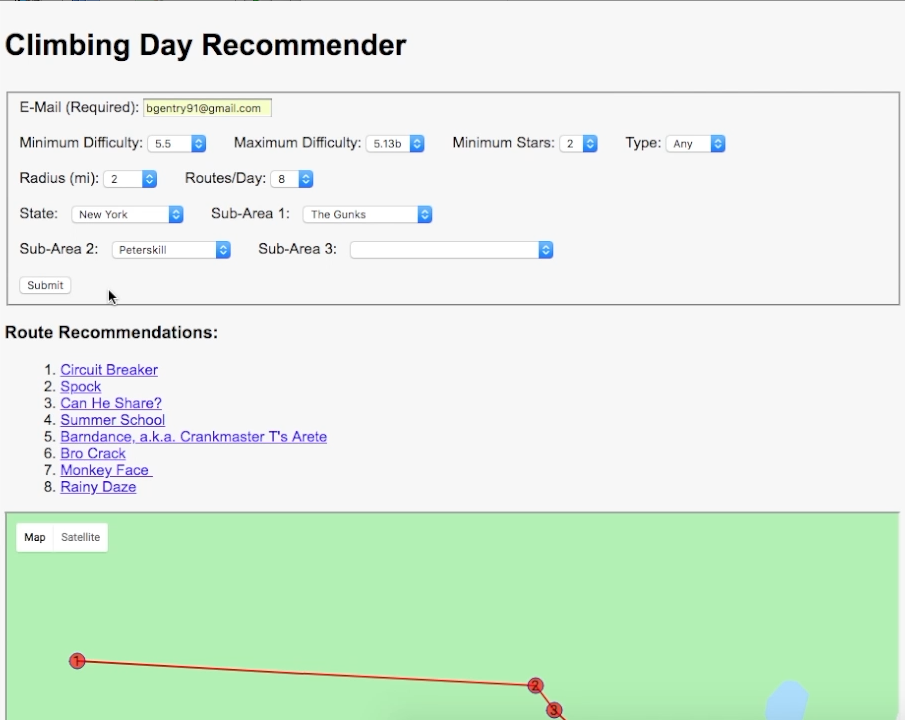 Climbing Day Recommender
E-Mail (Required): bgentry91@gmail.com
Minimum Difficulty: 5.5 Maximum Difficulty: 5.13b Minimum Stars: 2 Type: Any
Radius (mi): 2 Routes/Day: 8
State: New York Sub-Area 1: The Gunks
Sub-Area 2: Peterskill Sub-Area 3:
Submit
Route Recommendations:
1. Circuit Breaker
2. Spock
3. Can He Share?
4. Summer School
5. Barndance, a.k.a. Crankmaster T's Arete
6. Bro Crack
7. Monkey Face
8. Rainy Daze
Map Satellite
1
2
3